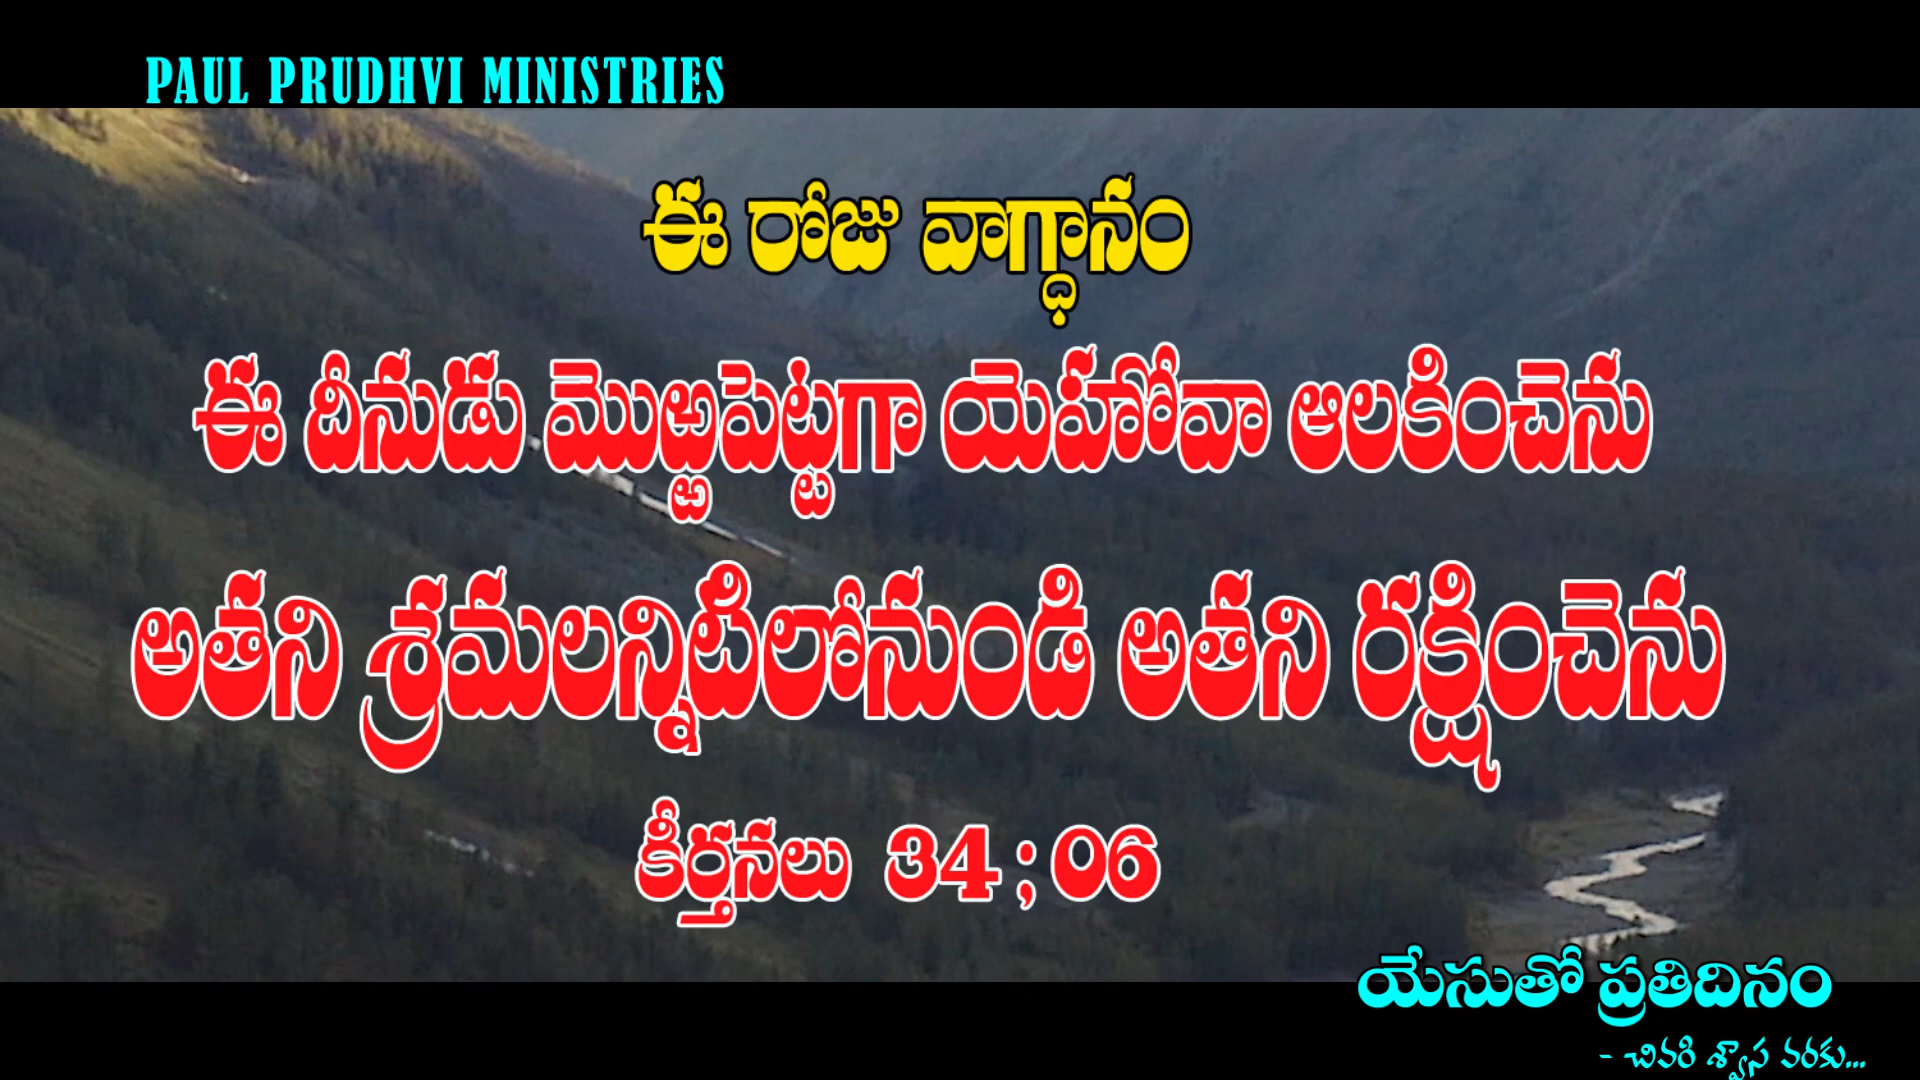 PAUL PRUDHVI MINISTRIES
ఈ రోజు వాగ్ధానం
ఈ దీనుడు మొఱ్ఱపెట్టగా యెహోవా ఆలకించెను
అతని శ్రమలన్నిటిలోనుండి అతని రక్షించెను
కీర్తనలు 34 ; 06
యేసుతో ప్రతిదినం
- చివరి శ్వాస వరకు...